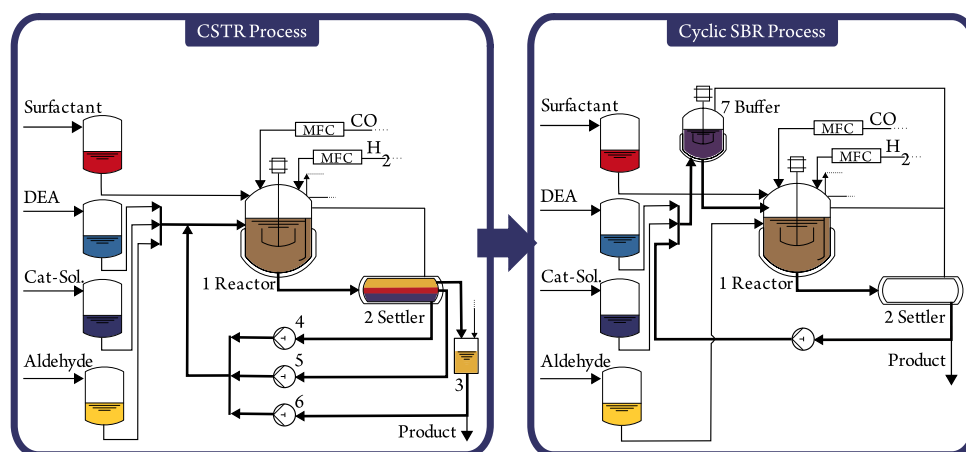 CSTR Process
Surfactant
CO
MFC
H
2
MFC
DEA
Cat-Sol.
1 Reactor
2 Settler
4
5
3
Aldehyde
6
Product
Cyclic SBR Process
7 Buffer
Surfactant
CO
MFC
H
2
MFC
DEA
Cat-Sol.
1 Reactor
2 Settler
Aldehyde
Product